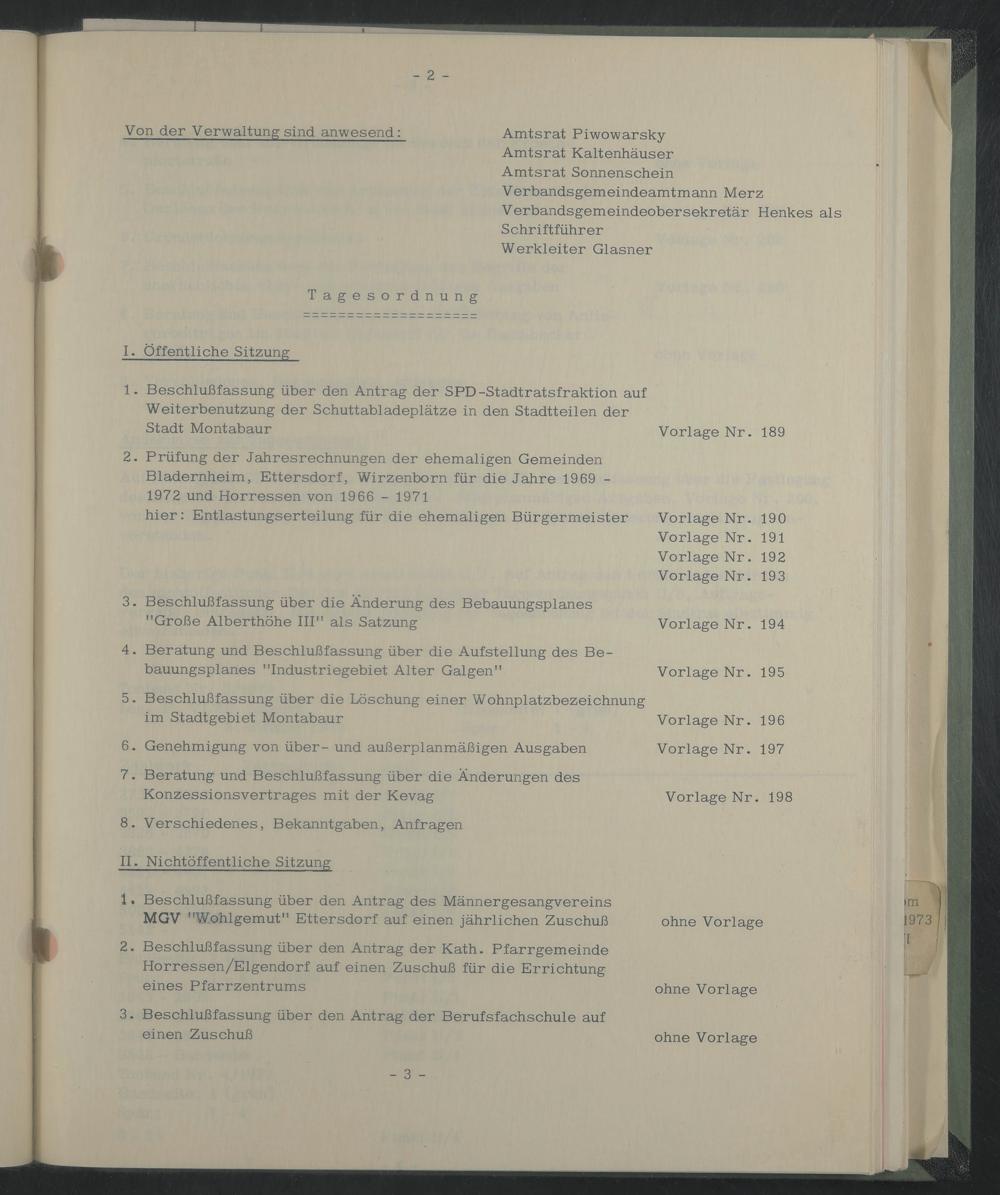 - 2 -
Von der Verwaltung sind anwesend:
Amtsrat Piwowarsky
Amtsrat Kaltenhäuser
Amtsrat Sonnenschein
Verbandsgemeindeamtmann Merz
Verbandsgemeindeobersekretär Henkes als
Schriftführer
Werkleiter Glasner
Tagesordnung
====================
I. Öffentliche Sitzung
1. Beschlußfassung über den Antrag der SPD-Stadtratsfraktion auf
Weiterbenutzung der Schuttabladeplätze in den Stadtteilen der
Stadt Montabaur Vorlage Nr. 189
2. Prüfung der Jahresrechnungen der ehemaligen Gemeinden
Bladernheim, Ettersdorf, Wirzenborn für die Jahre 1969 -
1972 und Horressen von 1966 - 1971
hier: Entlastungserteilung für die ehemaligen Bürgermeister Vorlage Nr. 190
Vorlage Nr. 191
Vorlage Nr. 192
Vorlage Nr. 193
3. Beschlußfassung über die Änderung des Bebauungsplanes
"Große Alberthöhe III" als Satzung Vorlage Nr. 194
4. Beratung und Beschlußfassung über die Aufstellung des Be-
bauungsplanes "Industriegebiet Alter Galgen" Vorlage Nr. 195
5. Beschlußfassung über die Löschung einer Wohnplatzbezeichnung
im Stadtgebiet Montabaur Vorlage Nr. 196
6. Genehmigung von über- und außerplanmäßigen Ausgaben Vorlage Nr. 197
7. Beratung und Beschlußfassung über die Änderungen des
Konzessionsvertrages mit der Kevag Vorlage Nr. 198
8. Verschiedenes, Bekanntgaben, Anfragen
II. Nichtöffentliche Sitzung
1. Beschlußfassung über den Antrag des Männergesangvereins
MGV "Wohlgemut" Ettersdorf auf einen jährlichen Zuschuß ohne Vorlage
2. Beschlußfassung über den Antrag der Kath. Pfarrgemeinde
Horressen/Elgendorf auf einen Zuschuß für die Errichtung
eines Pfarrzentrums ohne Vorlage
3. Beschlußfassung über den Antrag der Berufsfachschule auf
einen Zuschuß ohne Vorlage
- 3 -
1973